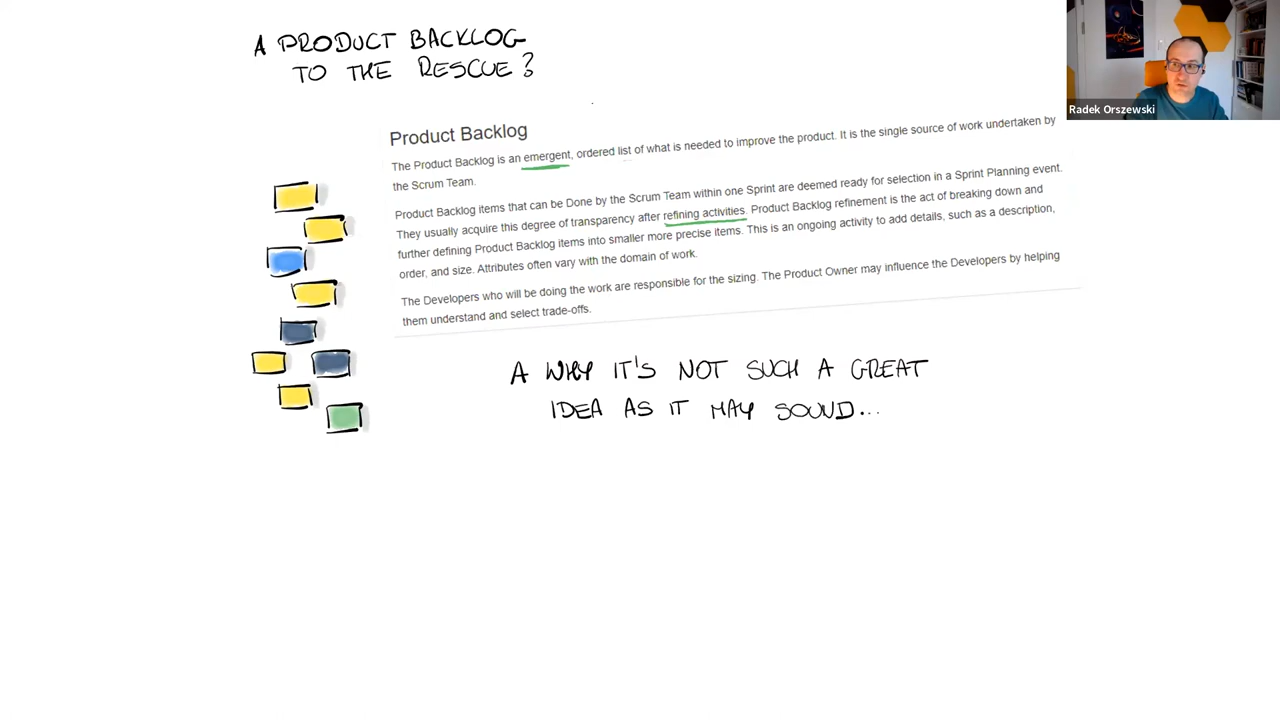 A PRODUCT BACKLOG
TO THE RESCUE?
Radek Orszewski
Product Backlog
The Product Backlog is an emergent, ordered list of what is needed to improve the product. It is the single source of work undertaken by
the Scrum Team.
Product Backlog items that can be Done by the Scrum Team within one Sprint are deemed ready for selection in a Sprint Planning event.
They usually acquire this degree of transparency after refining activities. Product Backlog refinement is the act of breaking down and
further defining Product Backlog items into smaller more precise items. This is an ongoing activity to add details, such as a description,
order, and size. Attributes often vary with the domain of work.
The Developers who will be doing the work are responsible for the sizing. The Product Owner may influence the Developers by helping
them understand and select trade-offs.
A WHY IT'S NOT SUCH A GREAT
IDEA AS IT MAY SOUND...